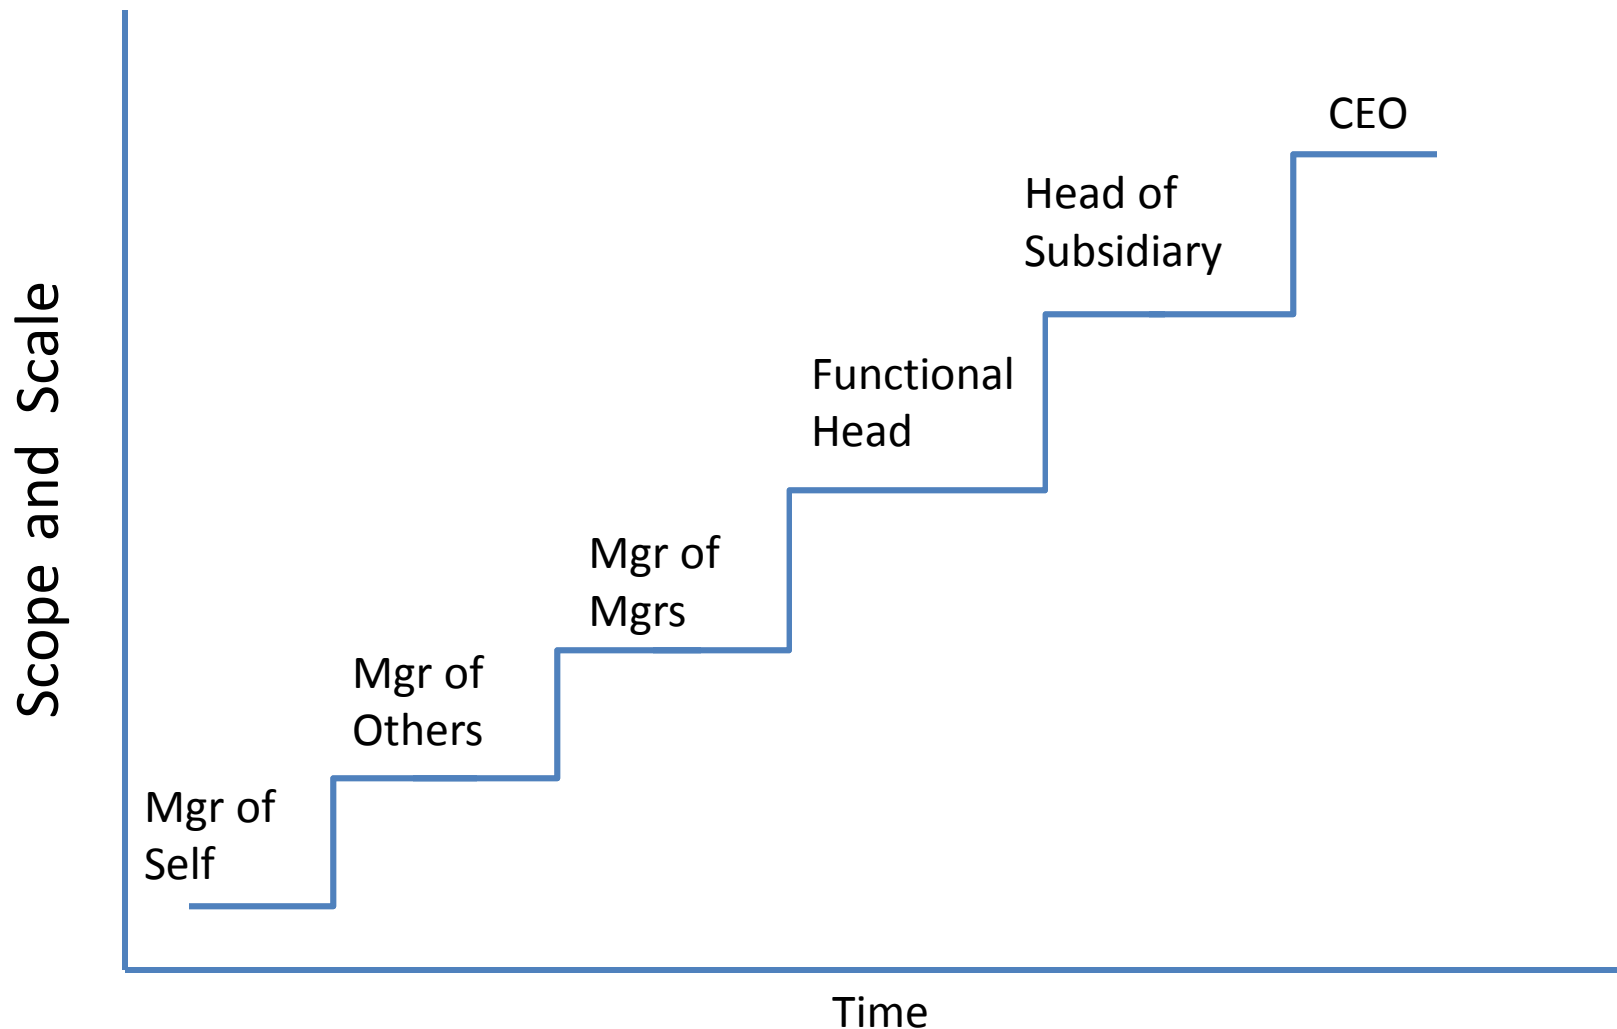 CEO
Head of
Subsidiary
Functional
Head
Mgr of
Mgrs
Mgr of
Others
Mgr of
Self
Scope and Scale
Time